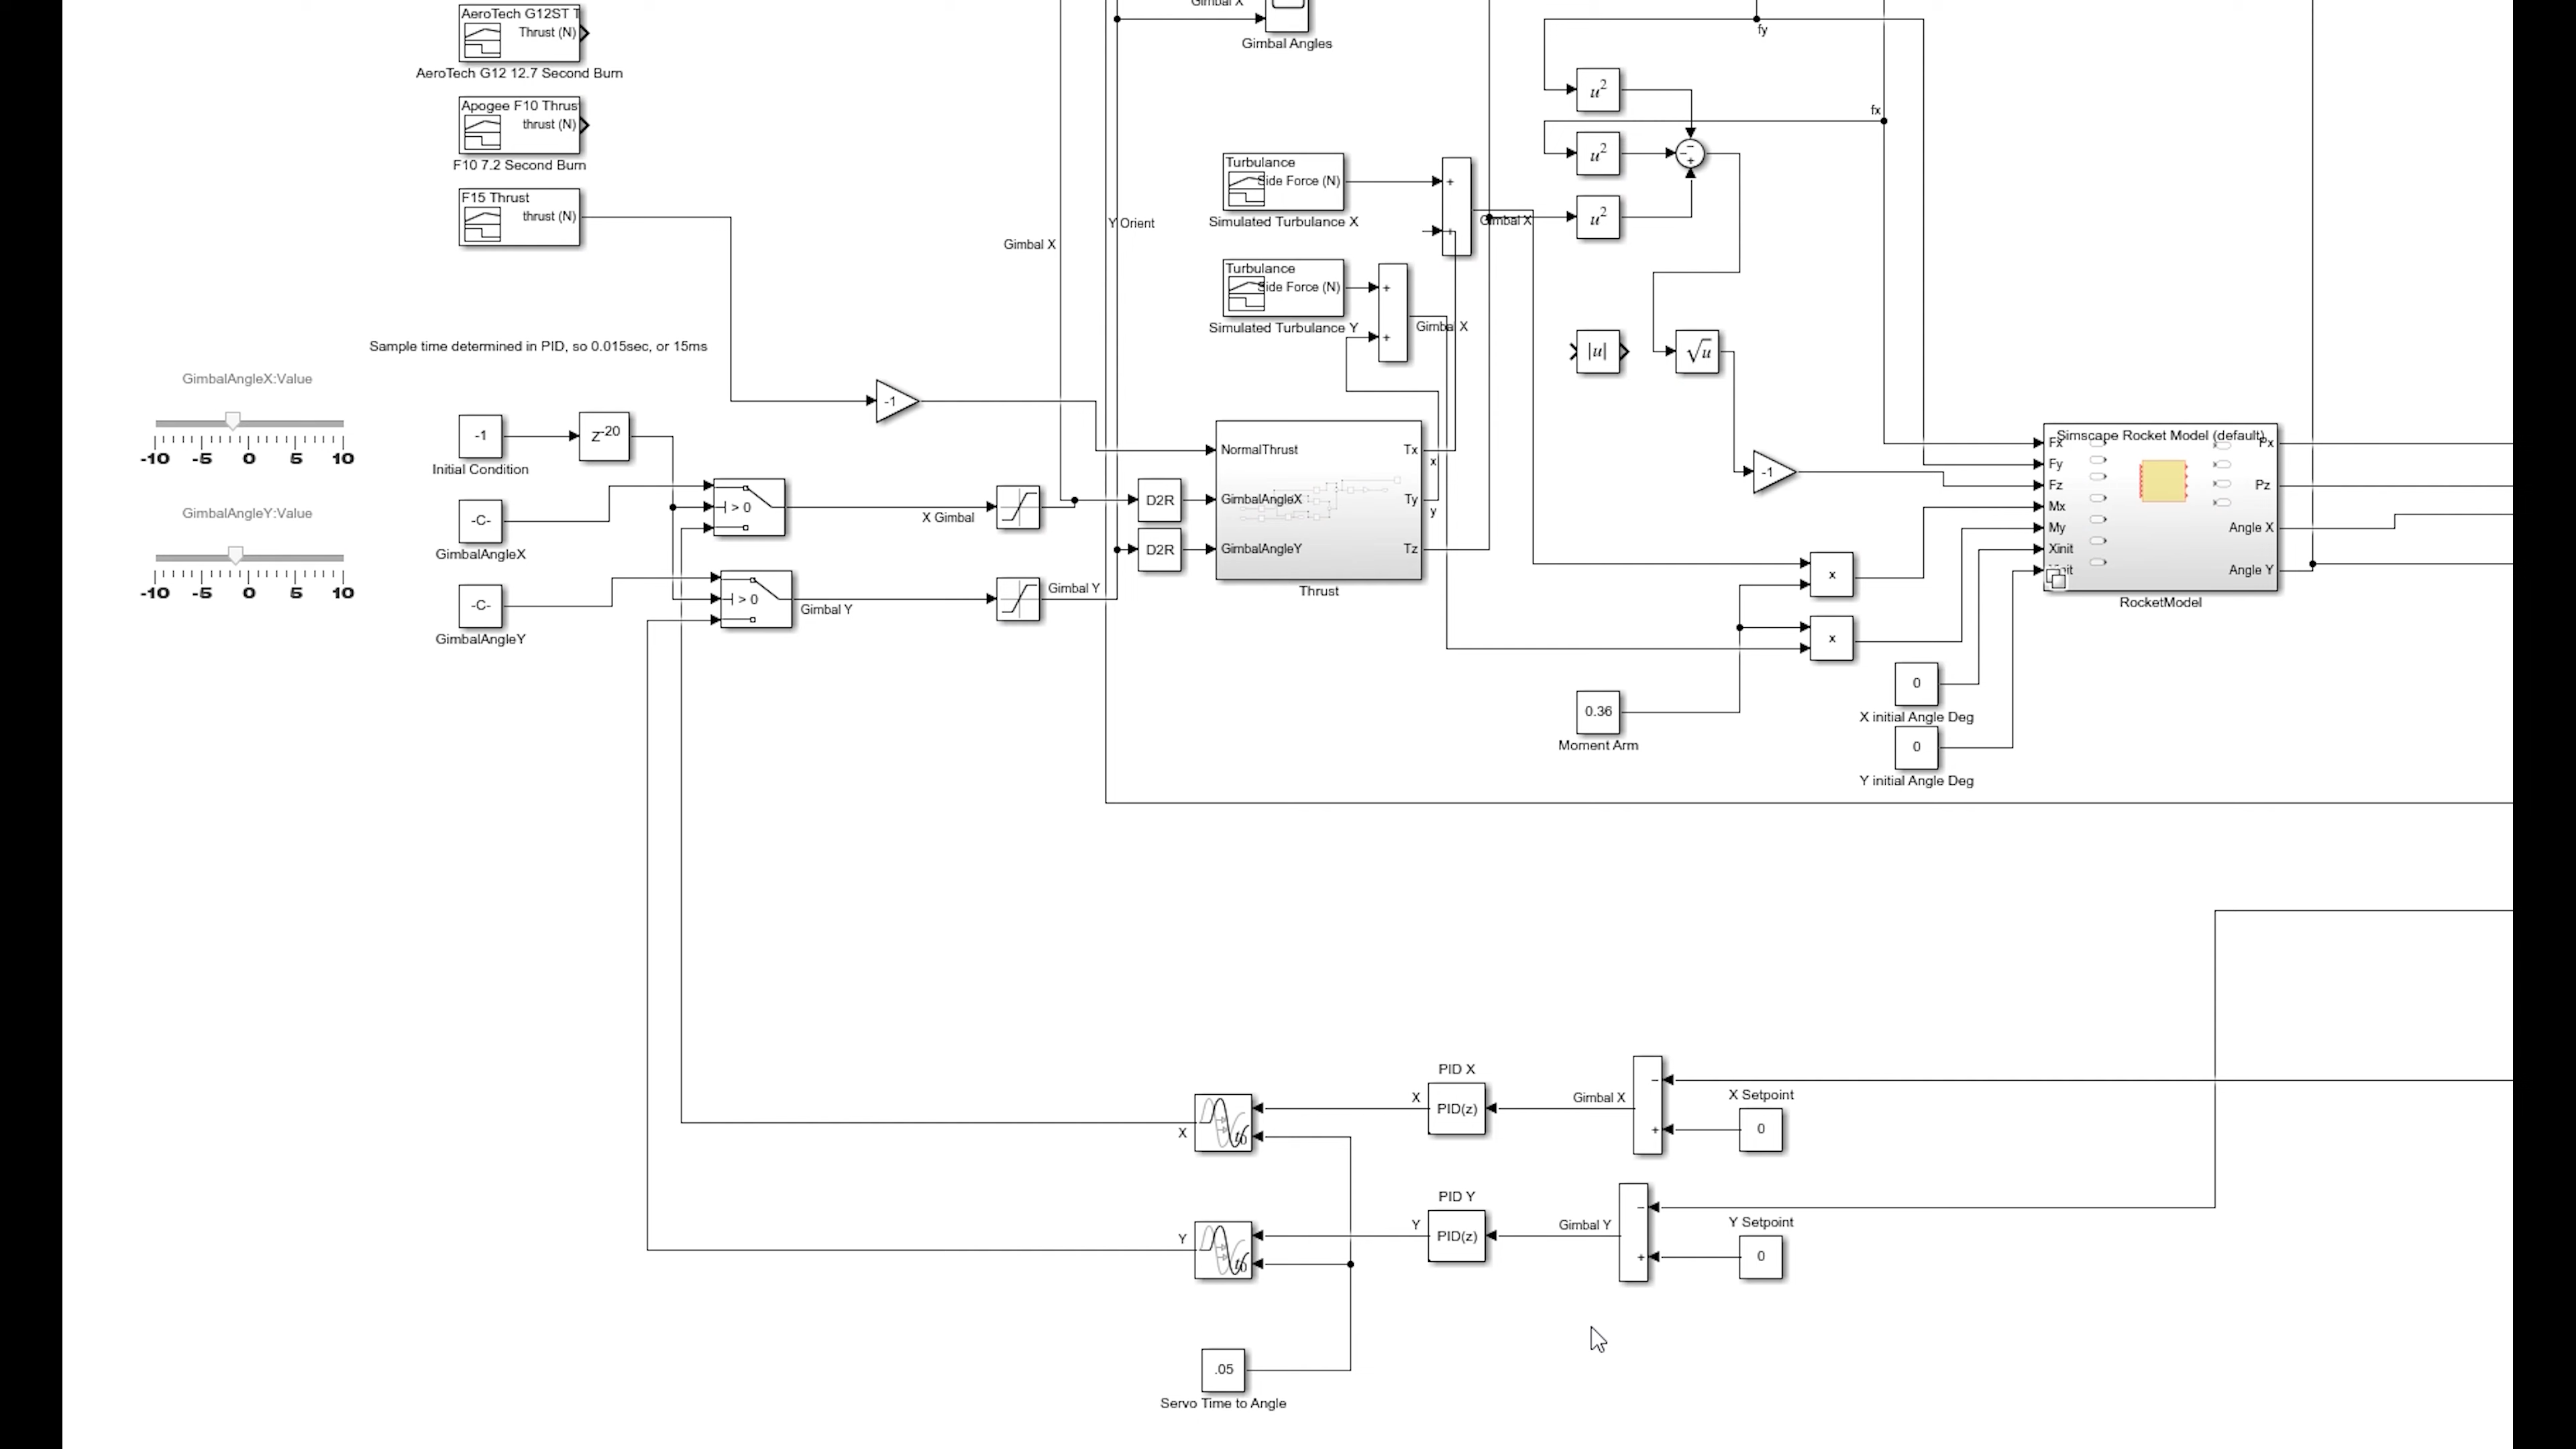 AeroTech G12ST T
Thrust (N)
AeroTech G12 12.7 Second Burn
Apogee F10 Thrus
thrust (N)
F10 7.2 Second Burn
F15 Thrust
thrust (N)
Sample time determined in PID, so 0.015sec, or 15ms
GimbalAngleX:Value
-10 -5 0 5 10
GimbalAngleY:Value
-10 -5 0 5 10
-1
Initial Condition
Z-20
-C-
GimbalAngleX
-C-
GimbalAngleY
-1
> 0
> 0
X Gimbal
Gimbal Y
Gimbal Y
Gimbal X
Y Orient
Gimbal X
Gimbal Angles
Turbulance
Side Force (N)
Simulated Turbulance X
Turbulance
Side Force (N)
Simulated Turbulance Y
+
+
+
+
Gimbal X
Gimbal X
D2R
D2R
NormalThrust
GimbalAngleX
GimbalAngleY
Tx
Ty
Tz
x
y
Thrust
fy
fx
u2
u2
u2
|u|
√u
-1
x
x
0.36
Moment Arm
0
X initial Angle Deg
0
Y initial Angle Deg
Simscape Rocket Model (default)
Fx
Fy
Fz
Mx
My
Xinit
Px
Pz
Angle X
Angle Y
RocketModel
PID X
PID(z)
X
X
Gimbal X
X Setpoint
0
PID Y
PID(z)
Y
Y
Gimbal Y
Y Setpoint
0
.05
Servo Time to Angle